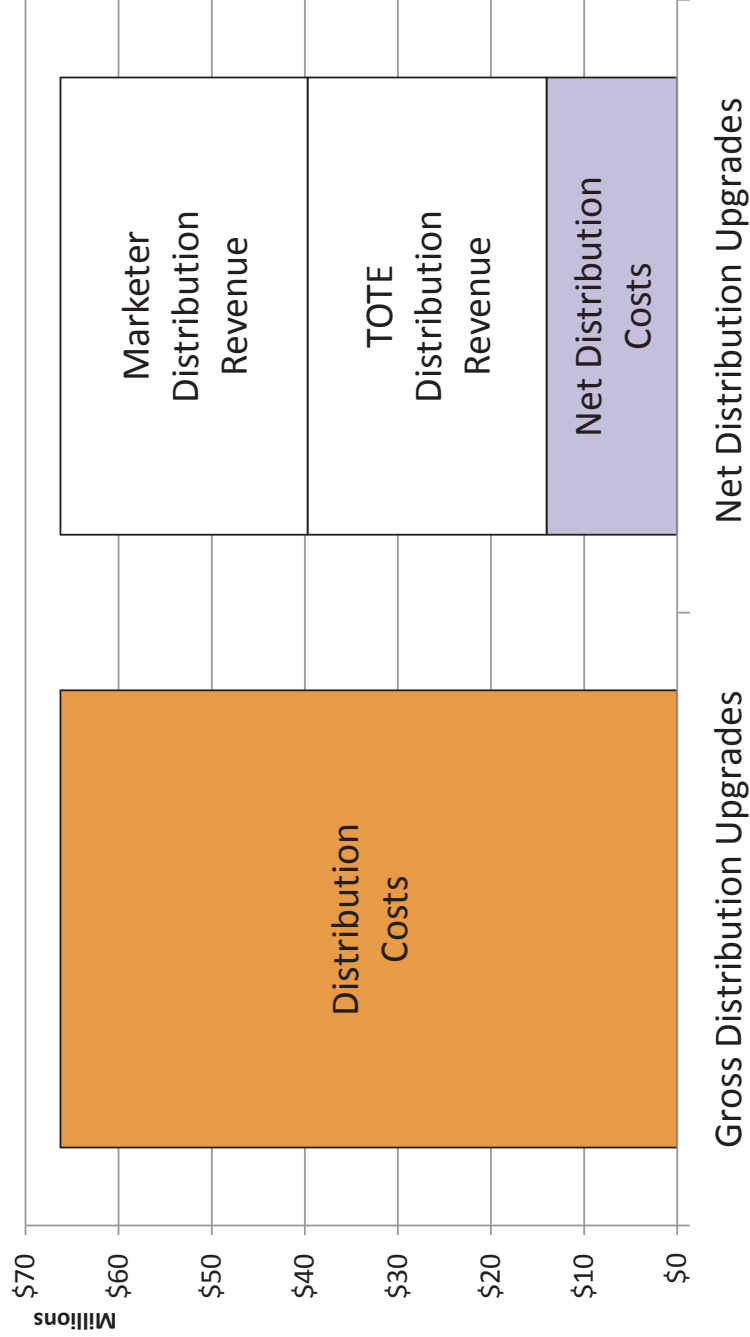 Millions
$70
$60
$50
$40
$30
$20
$10
$0
Distribution
Costs
Marketer
Distribution
Revenue
TOTE
Distribution
Revenue
Net Distribution
Costs
Gross Distribution Upgrades
Net Distribution Upgrades